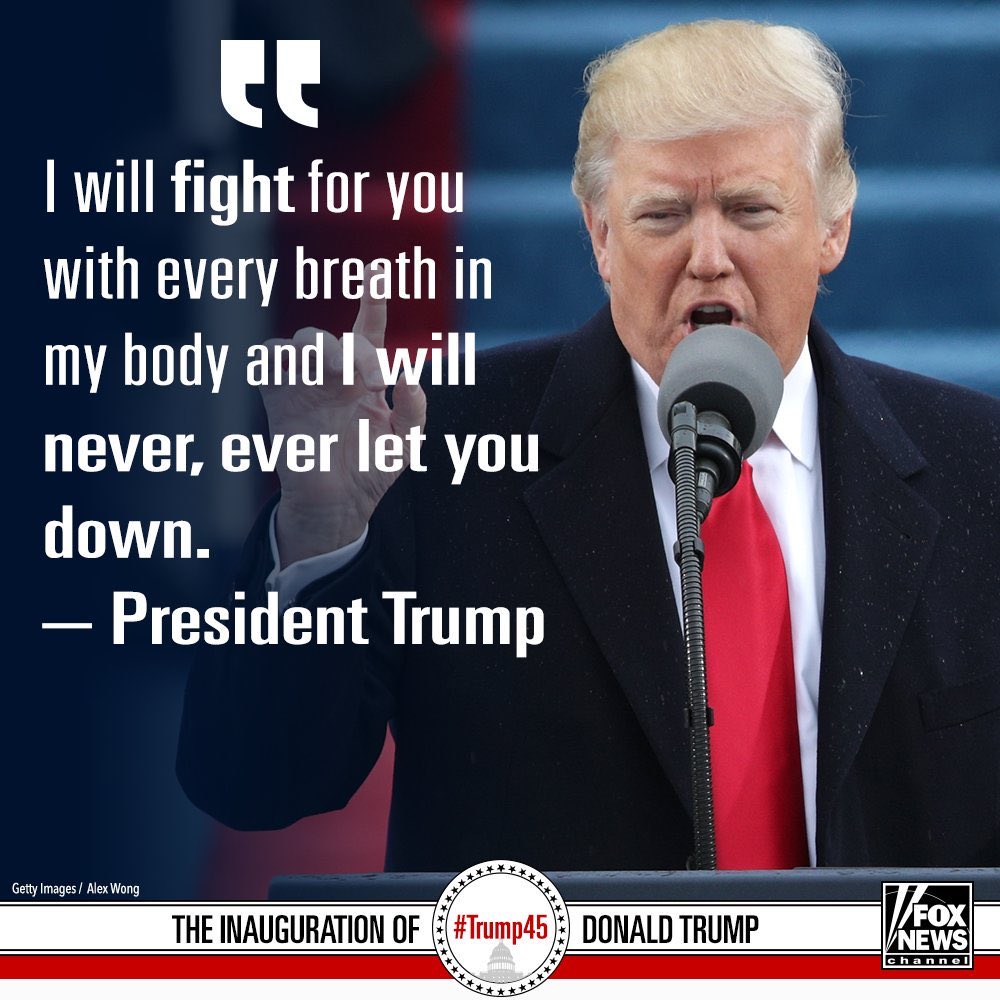 I will fight for you
with every breath in
my body and I will
never, ever let you
down.
— President Trump
Getty Images / Alex Wong
THE INAUGURATION OF #Trump45 DONALD TRUMP
FOX
NEWS
channel